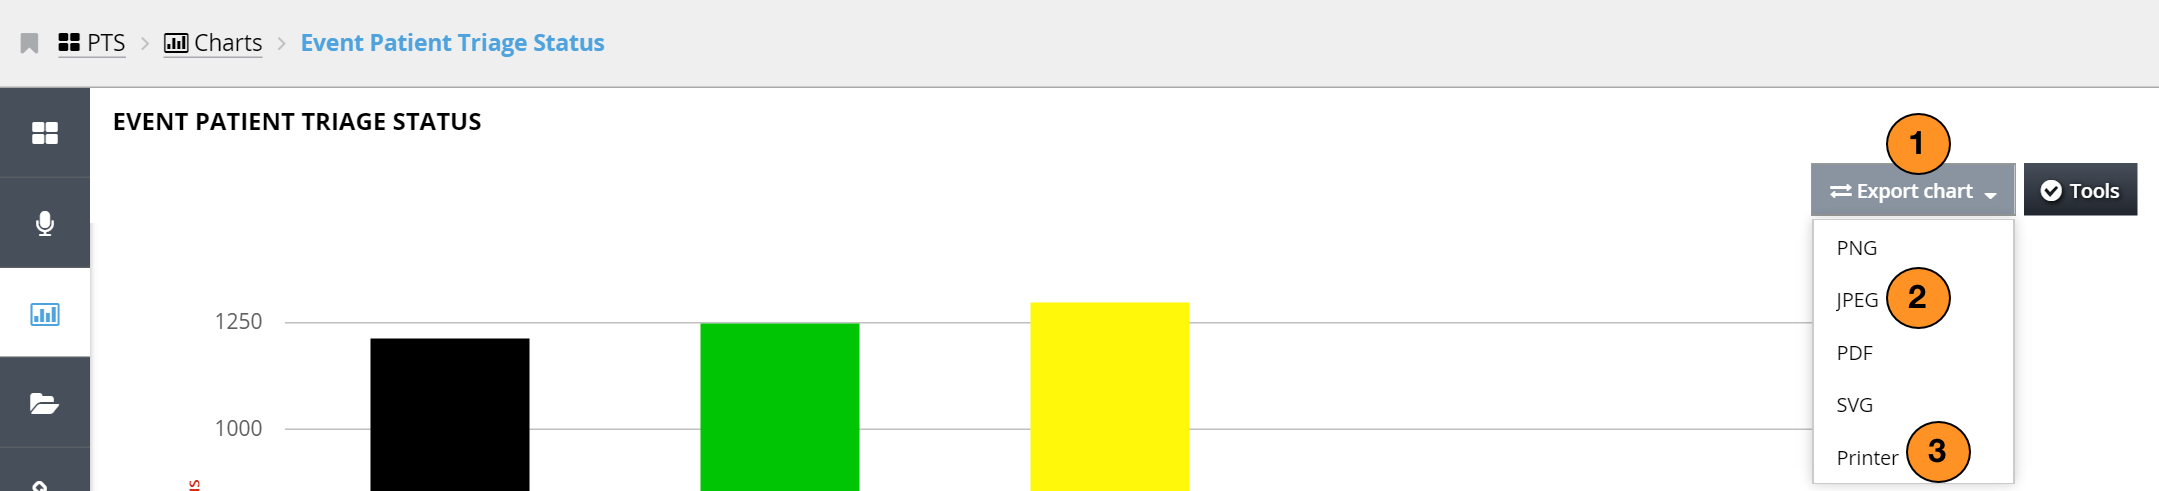 PTS > Charts > Event Patient Triage Status
EVENT PATIENT TRIAGE STATUS
1
Export chart
Tools
PNG
JPEG 2
PDF
SVG
Printer 3
1250
1000